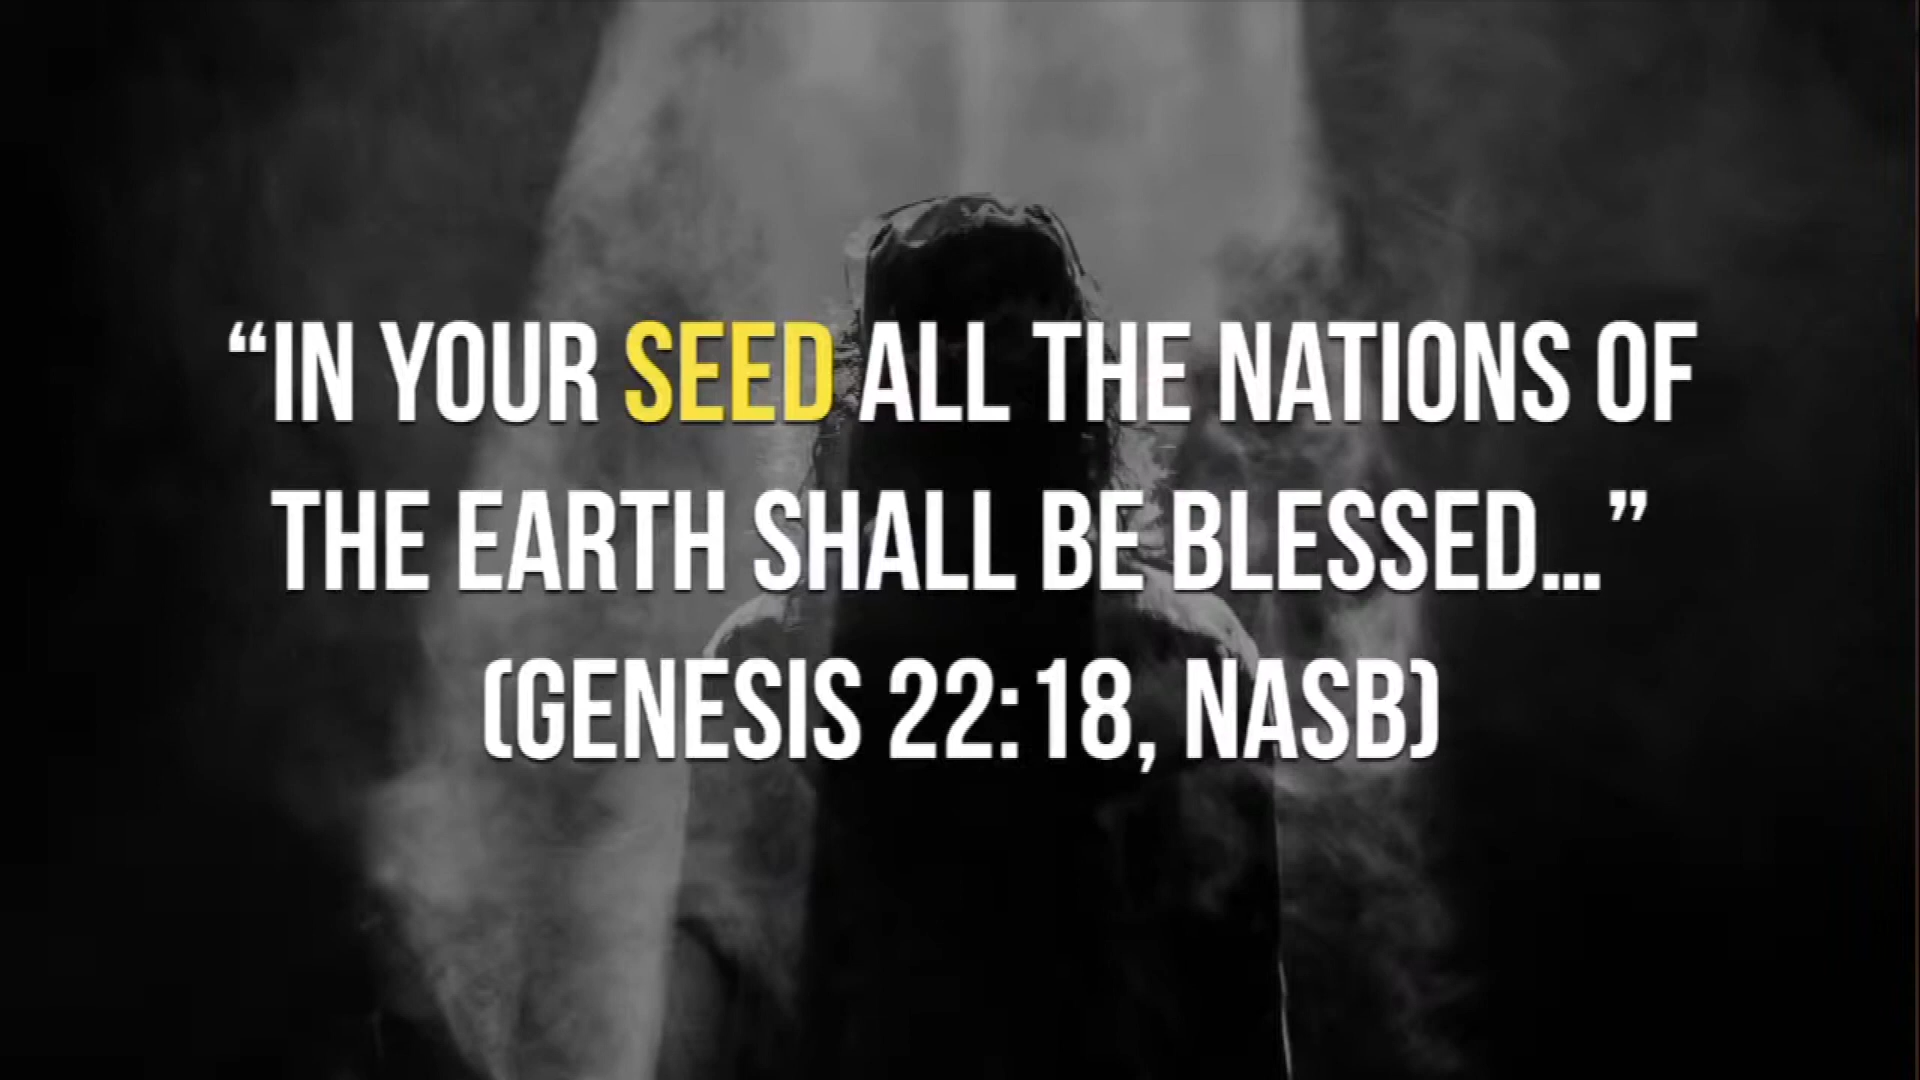 “IN YOUR SEED ALL THE NATIONS OF
THE EARTH SHALL BE BLESSED...”
(GENESIS 22:18, NASB)